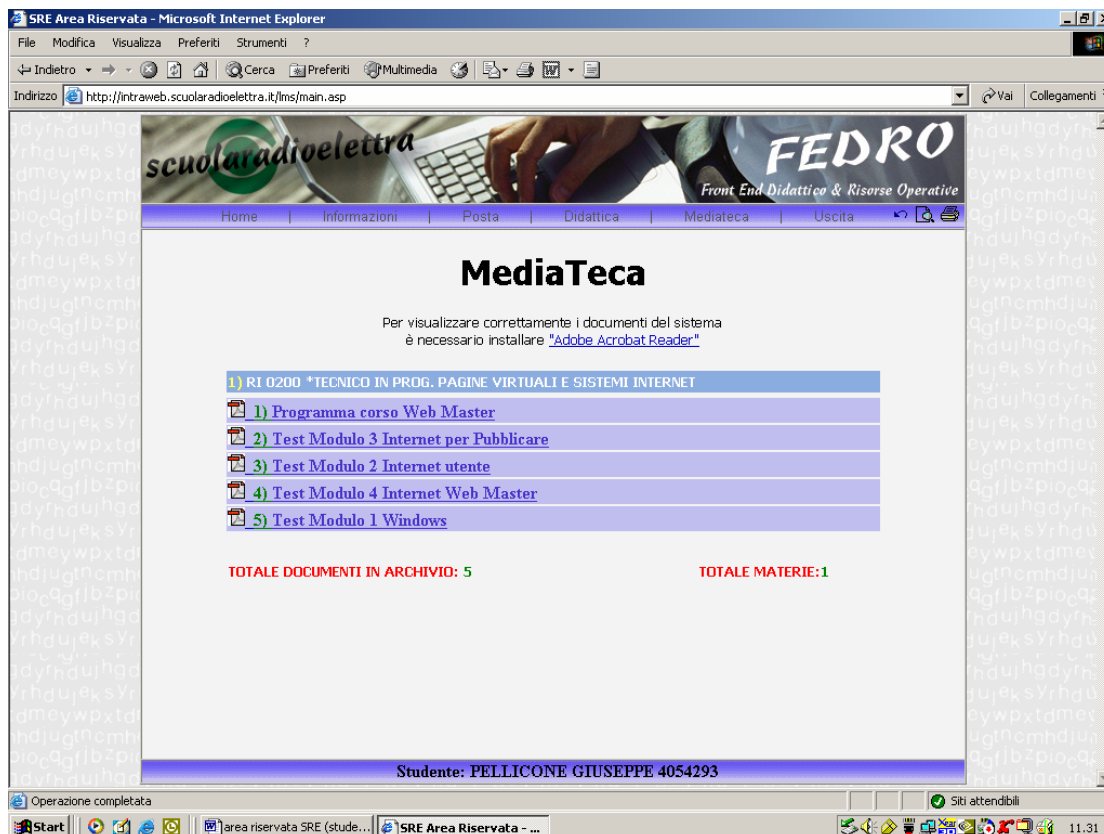 SRE Area Riservata - Microsoft Internet Explorer
File Modifica Visualizza Preferiti Strumenti ?
Indietro Cerca Preferiti Multimedia
Indirizzo http://intraweb.scuolaradioelettra.it/lms/main.asp Vai Collegamenti
scuolaradioelettra
FEDRO
Front End Didattico & Risorse Operative
Home | Informazioni | Posta | Didattica | Mediateca | Uscita
MediaTeca
Per visualizzare correttamente i documenti del sistema
è necessario installare "Adobe Acrobat Reader"
1) RI 0200 *TECNICO IN PROG. PAGINE VIRTUALI E SISTEMI INTERNET
1) Programma corso Web Master
2) Test Modulo 3 Internet per Pubblicare
3) Test Modulo 2 Internet utente
4) Test Modulo 4 Internet Web Master
5) Test Modulo 1 Windows
TOTALE DOCUMENTI IN ARCHIVIO: 5 TOTALE MATERIE:1
Studente: PELLICONE GIUSEPPE 4054293
Operazione completata Siti attendibili
Start area riservata SRE (stude... SRE Area Riservata - ... 11.31